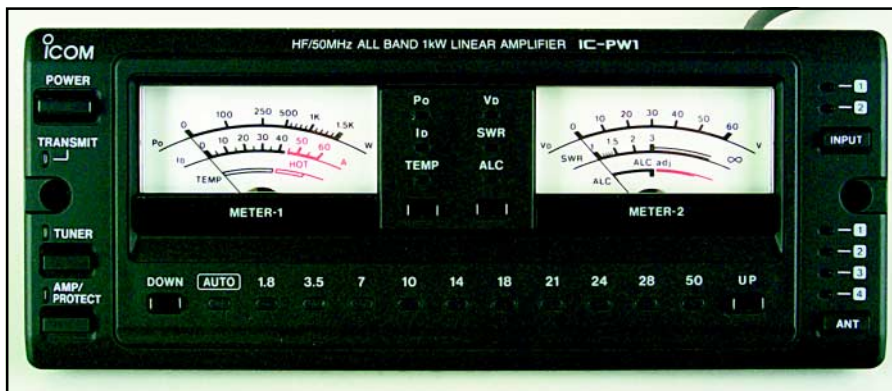 ICOM
HF/50MHz ALL BAND 1kW LINEAR AMPLIFIER IC-PW1
POWER
TRANSMIT
TUNER
AMP/
PROTECT
0 100 250 500 1K 1.5K
Po W
0 10 20 30 40 50 60
ID A
HOT
TEMP
METER-1
Po VD
ID SWR
TEMP ALC
0 10 20 30 40 50 60
VD V
1 1.5 2 3 ∞
SWR
ALC adj
ALC
METER-2
1
2
INPUT
1
2
3
4
ANT
DOWN AUTO 1.8 3.5 7 10 14 18 21 24 28 50 UP